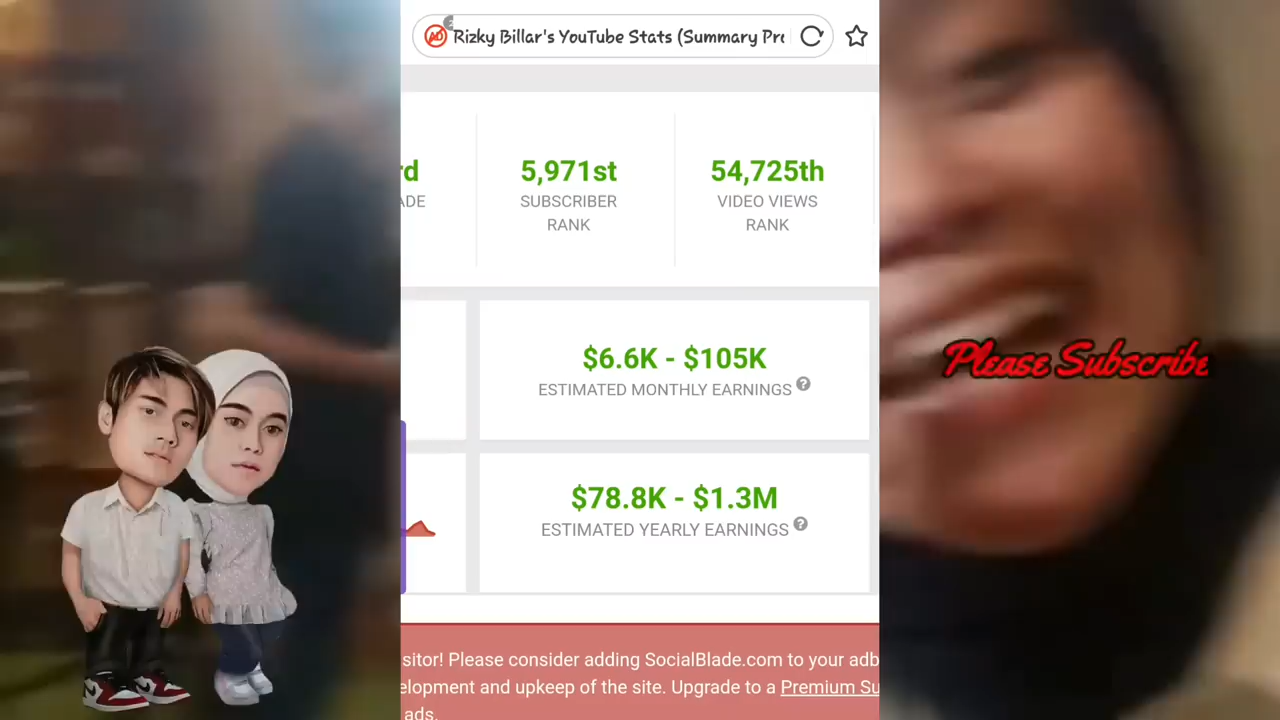 Rizky Billar's YouTube Stats (Summary Pr
rd
5,971st
54,725th
ADE
SUBSCRIBER
RANK
VIDEO VIEWS
RANK
$6.6K - $105K
ESTIMATED MONTHLY EARNINGS ?
$78.8K - $1.3M
ESTIMATED YEARLY EARNINGS ?
Please Subscribe
sitor! Please consider adding SocialBlade.com to your adb
elopment and upkeep of the site. Upgrade to a Premium Su
ads.